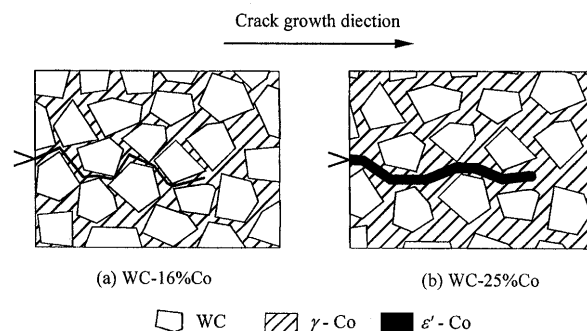 Crack growth diection
(a) WC-16%Co
(b) WC-25%Co
WC
γ - Co
ε' - Co